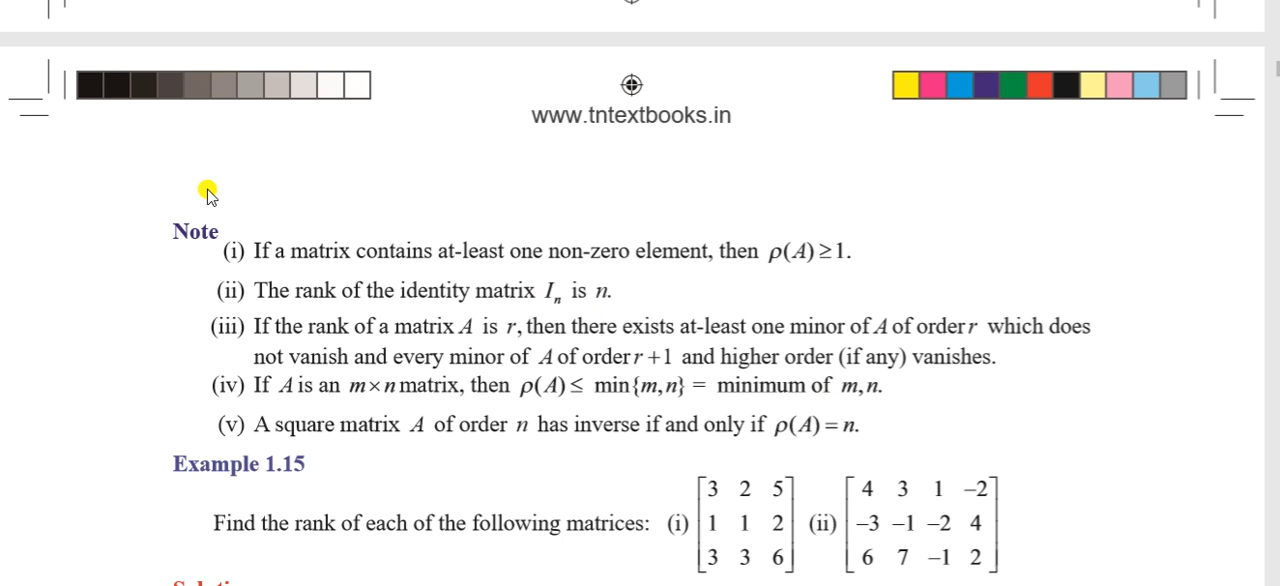 www.tntextbooks.in
Note
(i) If a matrix contains at-least one non-zero element, then ρ(A) ≥ 1.
(ii) The rank of the identity matrix Iₙ is n.
(iii) If the rank of a matrix A is r, then there exists at-least one minor of A of order r which does
not vanish and every minor of A of order r + 1 and higher order (if any) vanishes.
(iv) If A is an m × n matrix, then ρ(A) ≤ min{m, n} = minimum of m, n.
(v) A square matrix A of order n has inverse if and only if ρ(A) = n.
Example 1.15
Find the rank of each of the following matrices: (i) [3 2 5; 1 1 2; 3 3 6] (ii) [4 3 1 –2; –3 –1 –2 4; 6 7 –1 2]